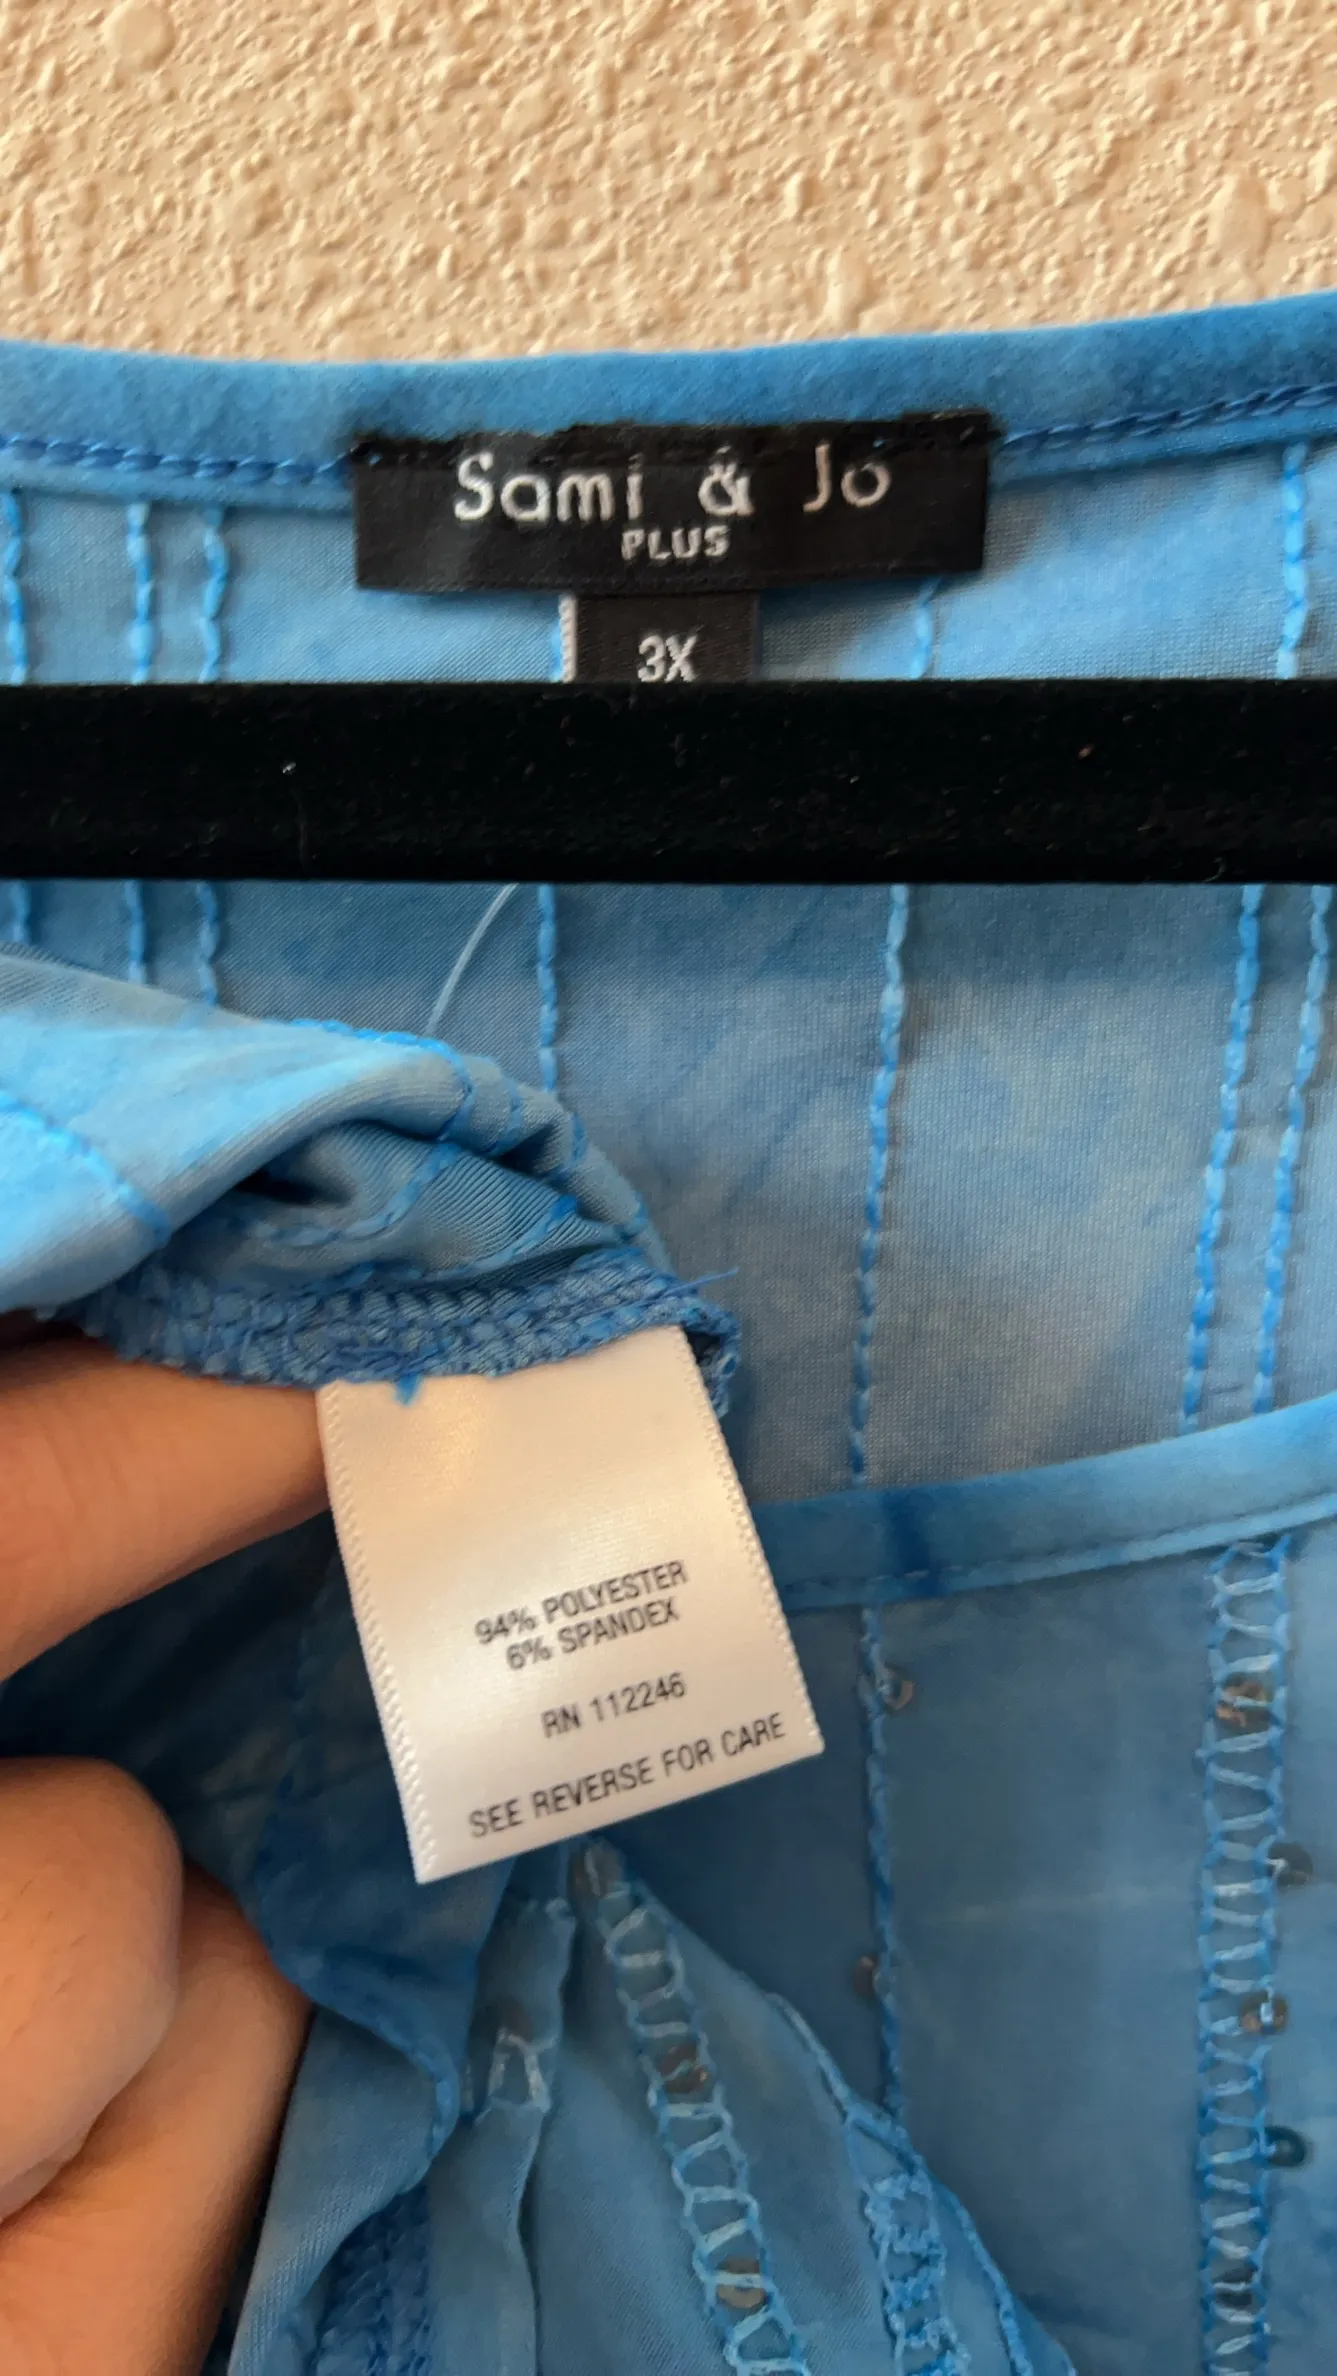 Sami & Jo
PLUS
3X
94% POLYESTER
6% SPANDEX
RN 112246
SEE REVERSE FOR CARE